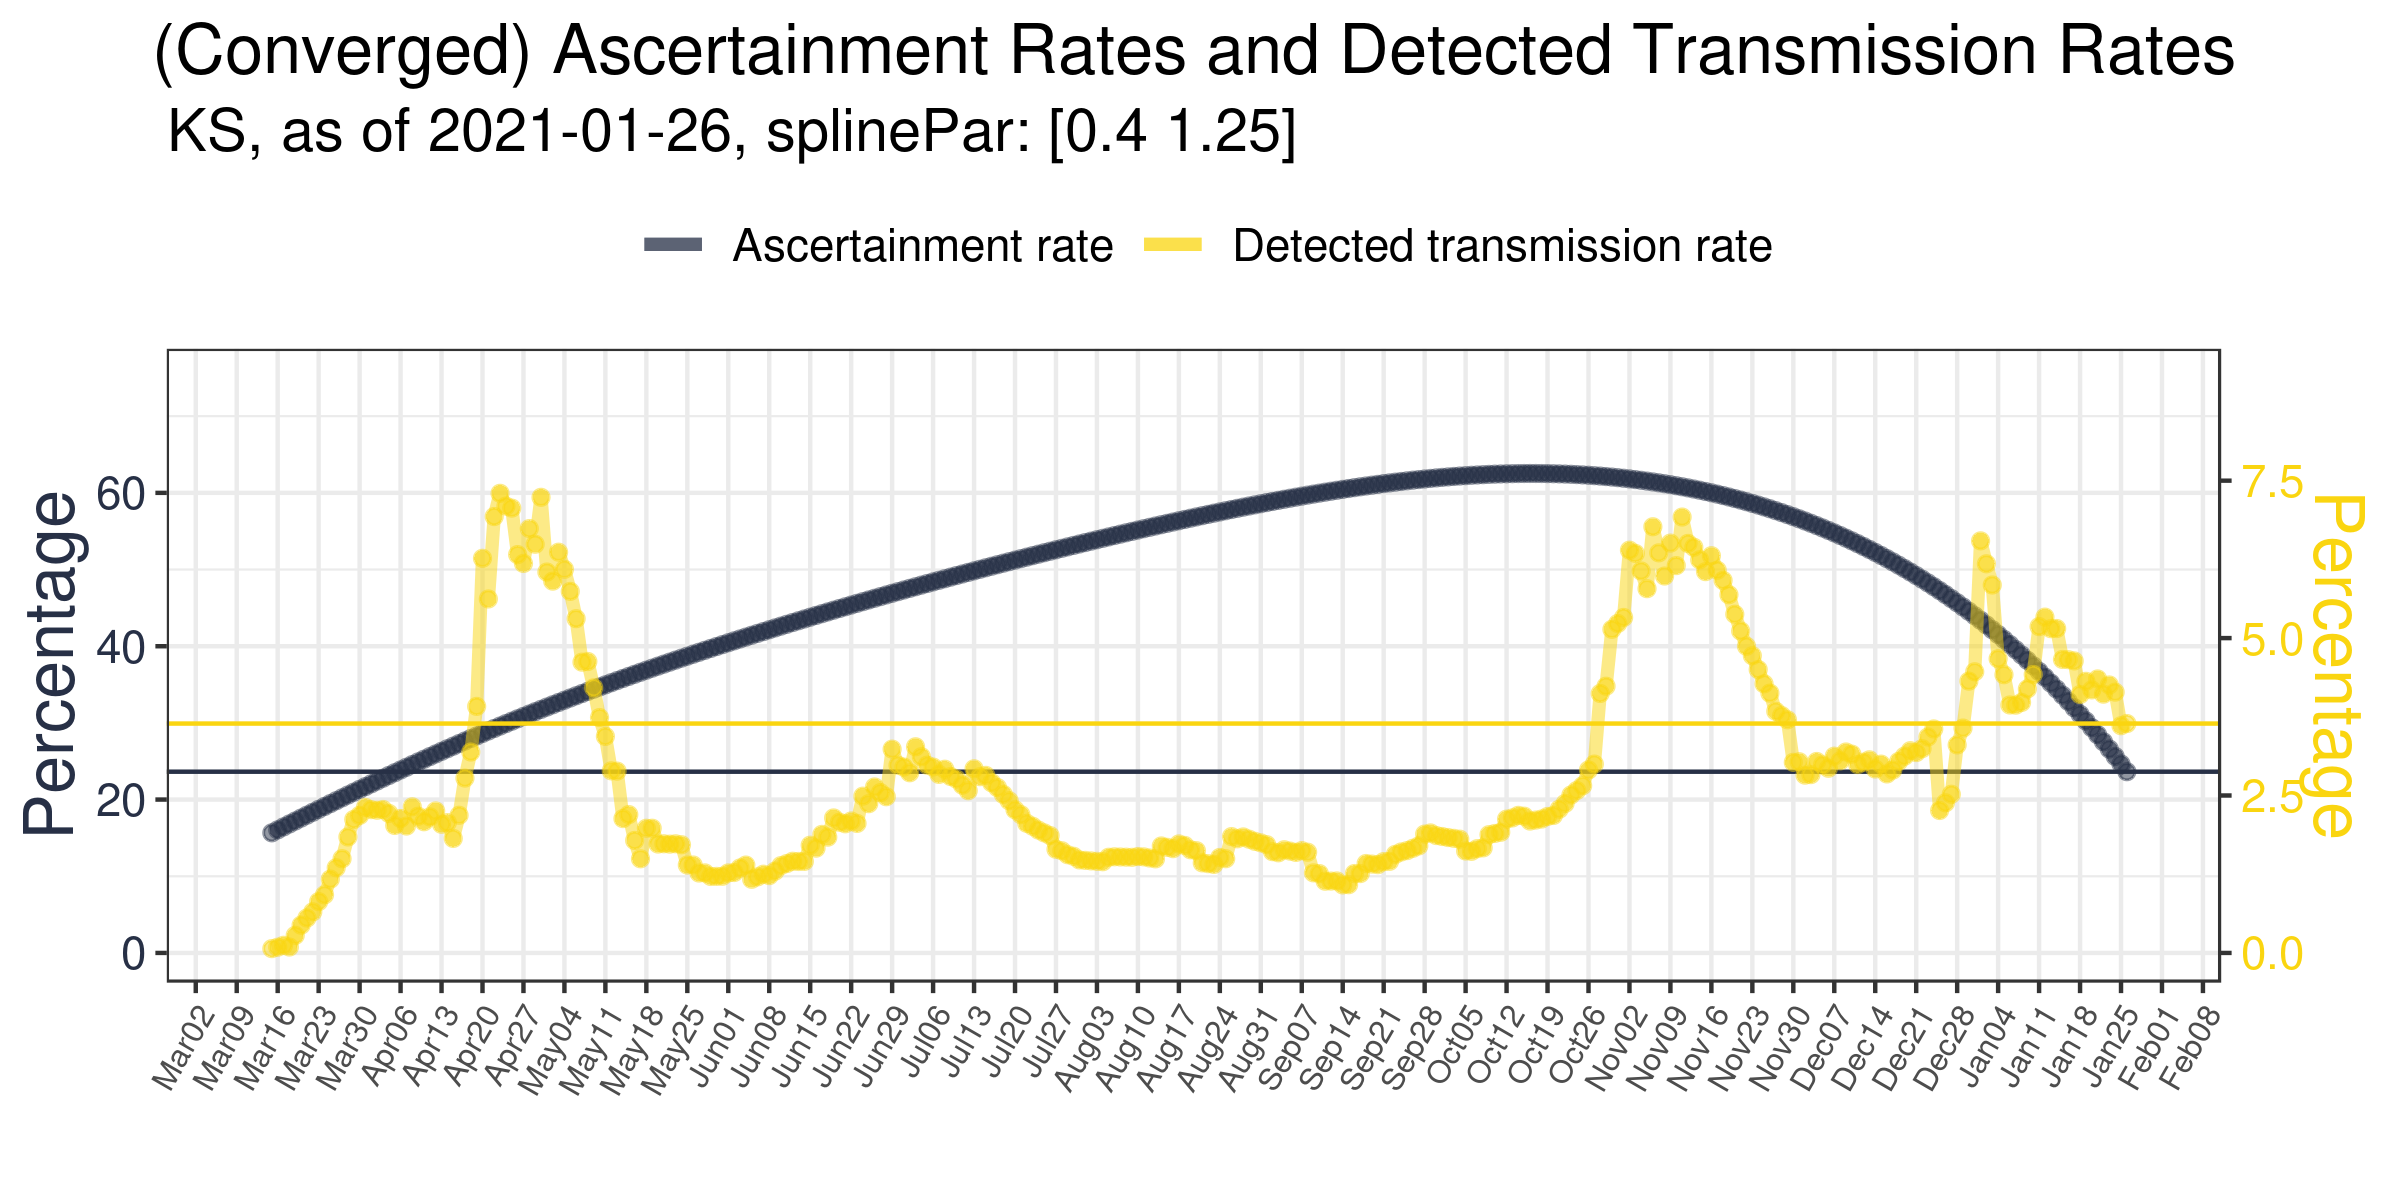 (Converged) Ascertainment Rates and Detected Transmission Rates
KS, as of 2021-01-26, splinePar: [0.4 1.25]
Ascertainment rate
Detected transmission rate
Percentage
60
40
20
0
7.5
5.0
2.5
0.0
Percentage
Mar02
Mar09
Mar16
Mar23
Mar30
Apr06
Apr13
Apr20
Apr27
May04
May11
May18
May25
Jun01
Jun08
Jun15
Jun22
Jun29
Jul06
Jul13
Jul20
Jul27
Aug03
Aug10
Aug17
Aug24
Aug31
Sep07
Sep14
Sep21
Sep28
Oct05
Oct12
Oct19
Oct26
Nov02
Nov09
Nov16
Nov23
Nov30
Dec07
Dec14
Dec21
Dec28
Jan04
Jan11
Jan18
Jan25
Feb01
Feb08